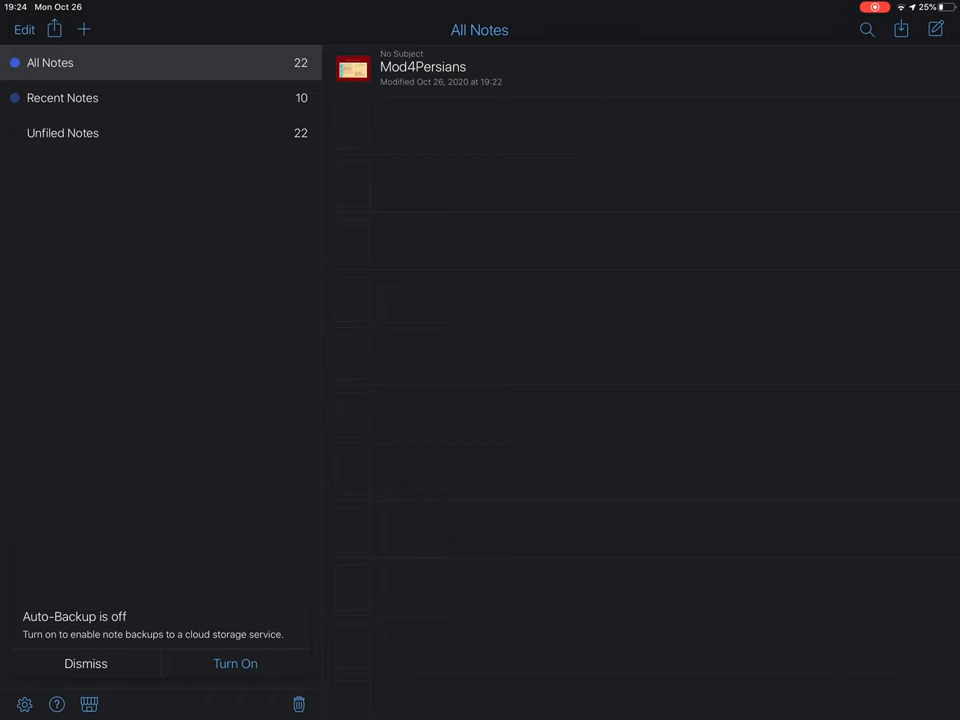 19:24 Mon Oct 26
25%
Edit
All Notes
All Notes 22
Recent Notes 10
Unfiled Notes 22
No Subject
Mod4Persians
Modified Oct 26, 2020 at 19:22
Auto-Backup is off
Turn on to enable note backups to a cloud storage service.
Dismiss Turn On